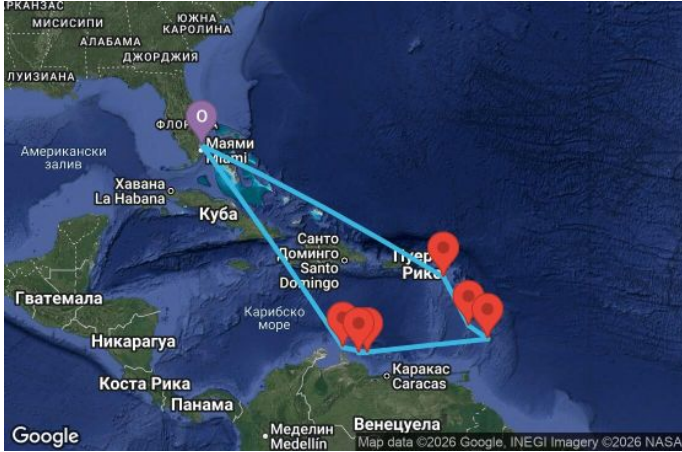 РКАНЗАС
МИСИСИПИ
ЮЖНА
КАРОЛИНА
АЛАБАМА
ДЖОРДЖИЯ
ЛУИЗИАНА
O
Маями
Miami
Американски
залив
Хавана
La Habana
Куба
Санто
Доминго
Santo
Domingo
Рико
Гватемала
Карибско
море
Никарагуа
Коста Рика
Каракас
Caracas
Панама
Меделин
Medellín
Венецуела
Google
Map data ©2026 Google, INEGI Imagery ©2026 NASA